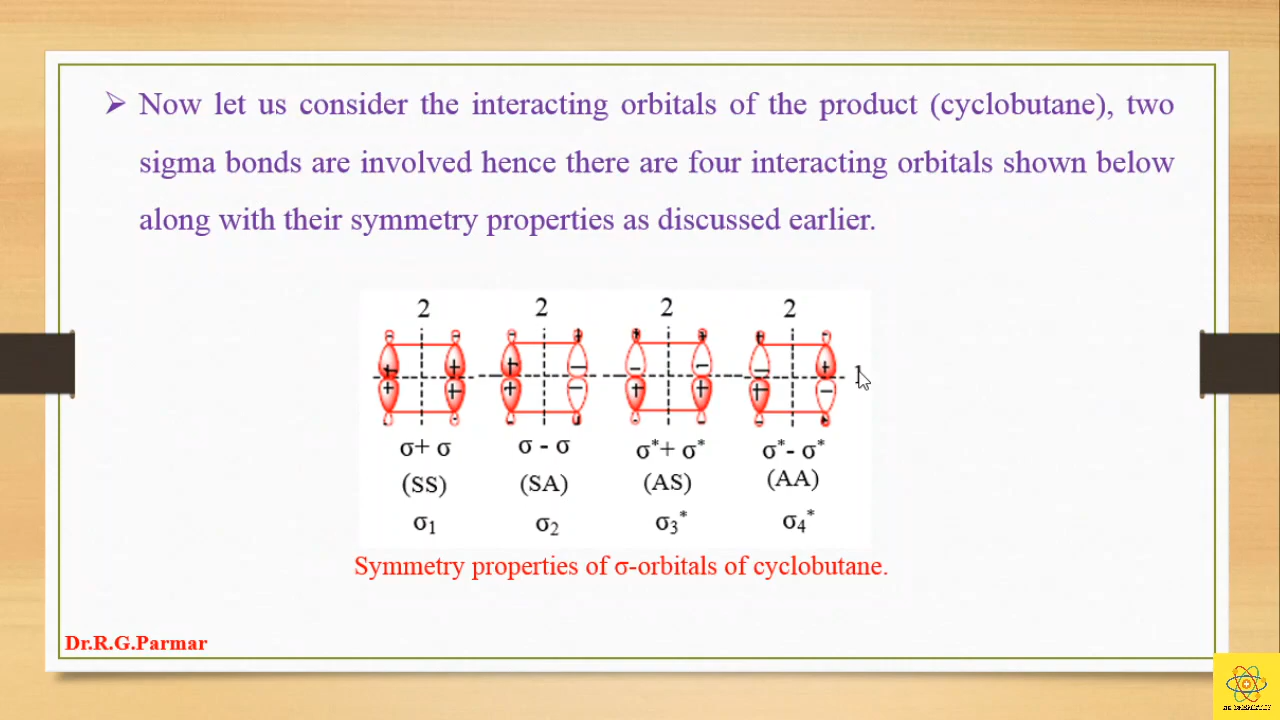 ➢ Now let us consider the interacting orbitals of the product (cyclobutane), two
sigma bonds are involved hence there are four interacting orbitals shown below
along with their symmetry properties as discussed earlier.
2 2 2 2
σ+ σ σ - σ σ*+ σ* σ*- σ*
(SS) (SA) (AS) (AA)
σ1 σ2 σ3* σ4*
Symmetry properties of σ-orbitals of cyclobutane.
Dr.R.G.Parmar